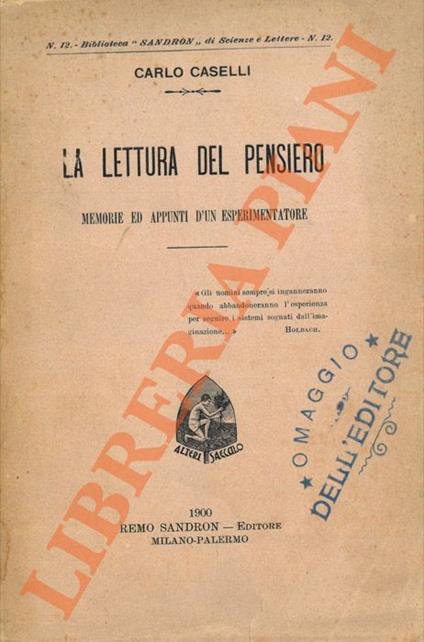 N. 12. - Biblioteca " SANDRON „ di Scienze e Lettere - N. 12.
CARLO CASELLI
LA LETTURA DEL PENSIERO
MEMORIE ED APPUNTI D'UN ESPERIMENTATORE
« Gli uomini sempre si inganneranno
quando abbandoneranno l'esperienza
per seguire i sistemi sognati dall'ima-
ginazione... » HOLBACH.
OMAGGIO
DELL'EDITORE
ALTERI SAECULO
1900
REMO SANDRON — EDITORE
MILANO-PALERMO
LIBRERIA PIANI